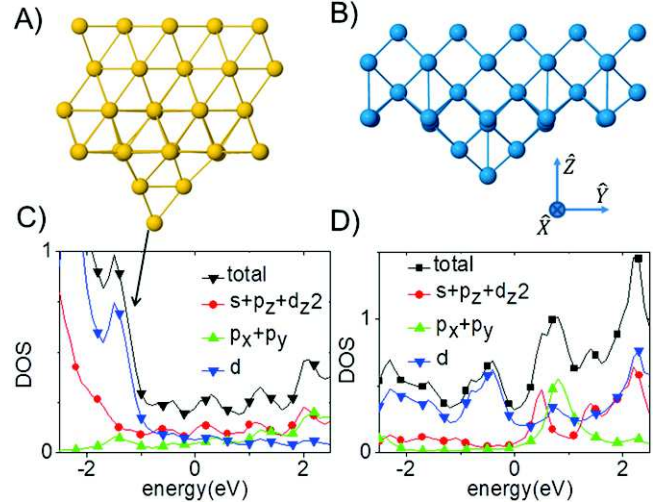 A)
B)
Ẑ
X̂
Ŷ
C)
D)
1
total
s+pz+dz2
px+py
d
0
DOS
-2
0
2
energy(eV)
1
total
s+pz+dz2
px+py
d
0
DOS
-2
0
2
energy(eV)